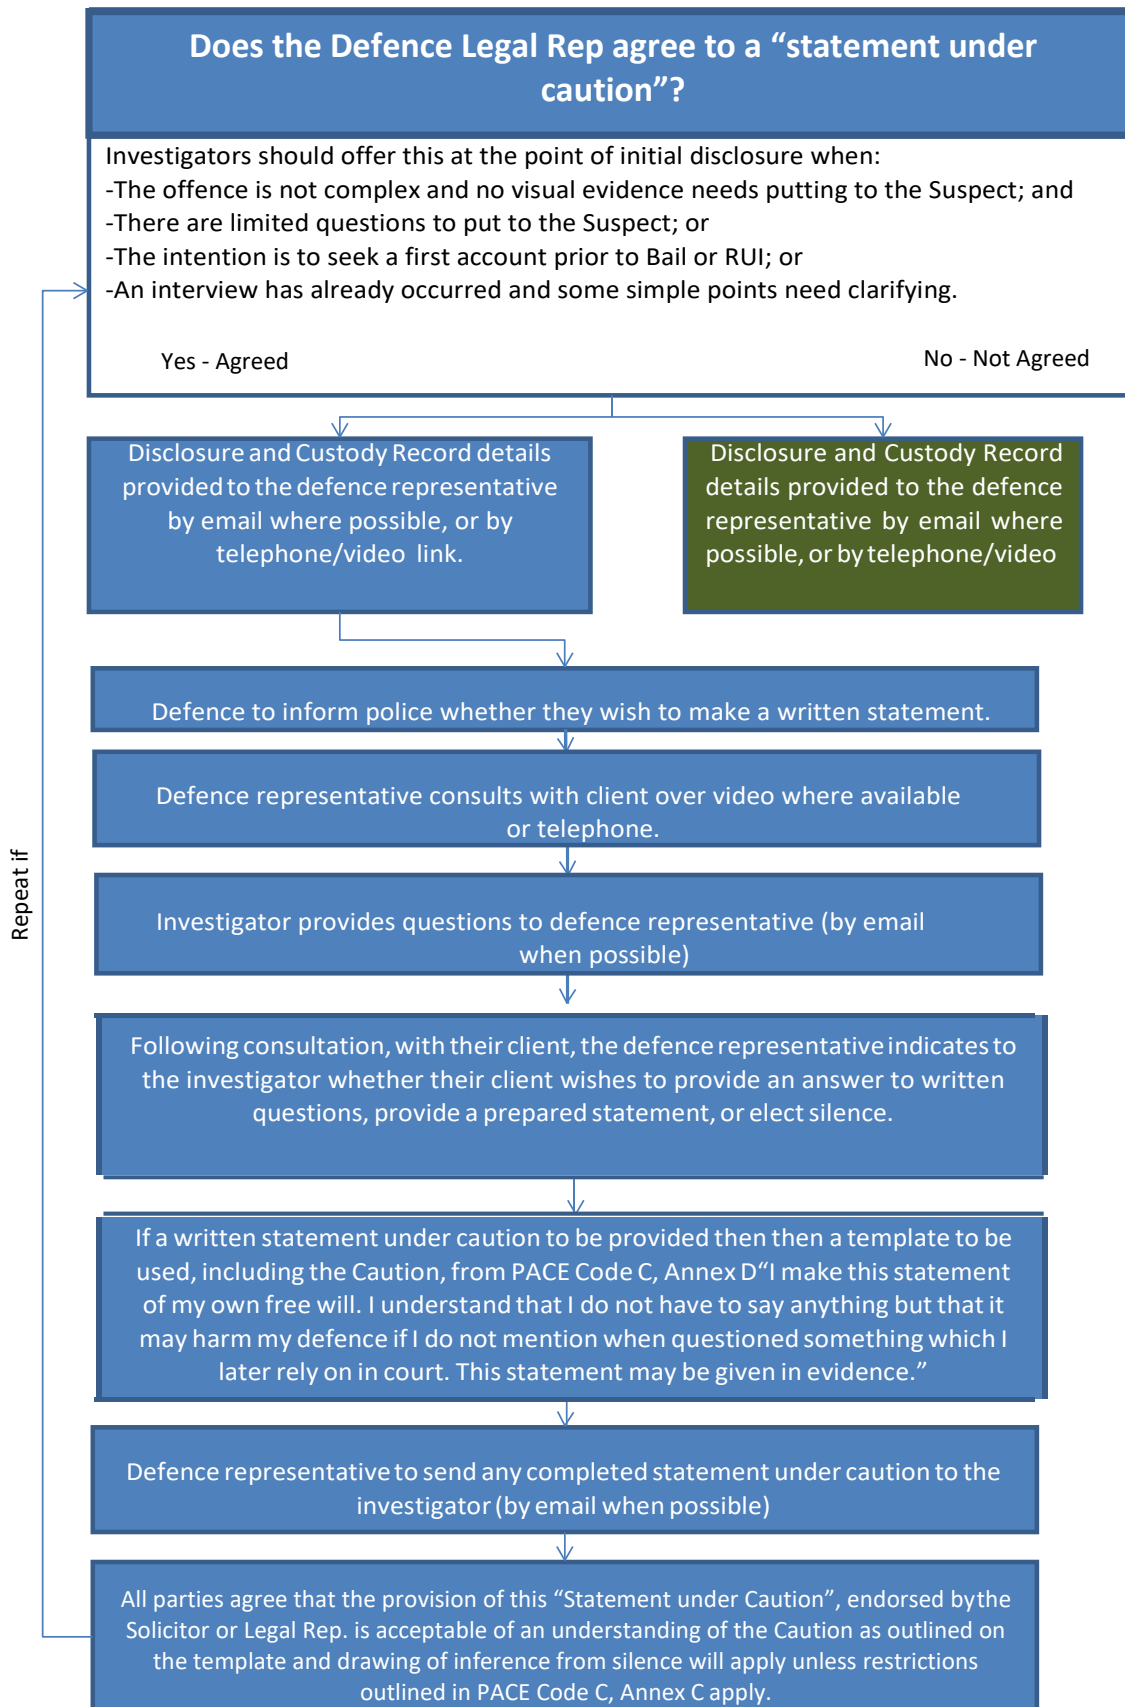 Does the Defence Legal Rep agree to a “statement under
caution”?
Investigators should offer this at the point of initial disclosure when:
-The offence is not complex and no visual evidence needs putting to the Suspect; and
-There are limited questions to put to the Suspect; or
-The intention is to seek a first account prior to Bail or RUI; or
-An interview has already occurred and some simple points need clarifying.
Yes - Agreed
No - Not Agreed
Disclosure and Custody Record details
provided to the defence representative
by email where possible, or by
telephone/video link.
Disclosure and Custody Record
details provided to the defence
representative by email where
possible, or by telephone/video
Defence to inform police whether they wish to make a written statement.
Defence representative consults with client over video where available
or telephone.
Investigator provides questions to defence representative (by email
when possible)
Following consultation, with their client, the defence representative indicates to
the investigator whether their client wishes to provide an answer to written
questions, provide a prepared statement, or elect silence.
If a written statement under caution to be provided then then a template to be
used, including the Caution, from PACE Code C, Annex D“I make this statement
of my own free will. I understand that I do not have to say anything but that it
may harm my defence if I do not mention when questioned something which I
later rely on in court. This statement may be given in evidence.”
Defence representative to send any completed statement under caution to the
investigator (by email when possible)
All parties agree that the provision of this “Statement under Caution”, endorsed by the
Solicitor or Legal Rep. is acceptable of an understanding of the Caution as outlined on
the template and drawing of inference from silence will apply unless restrictions
outlined in PACE Code C, Annex C apply.
Repeat if